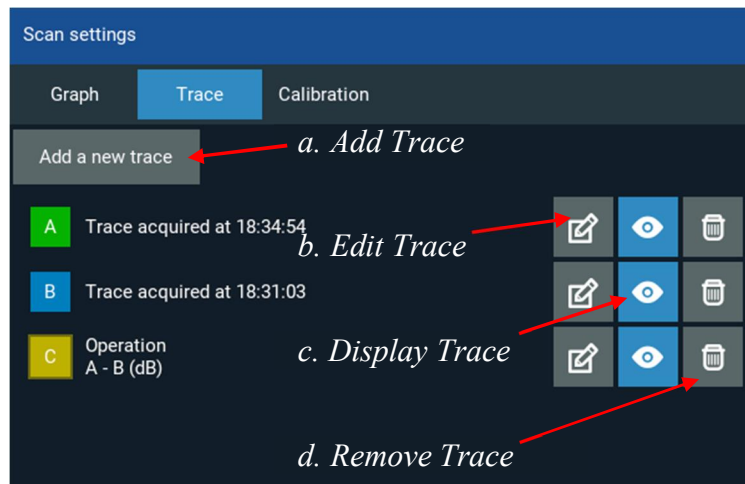 Scan settings
Graph Trace Calibration
Add a new trace
a. Add Trace
A Trace acquired at 18:34:54
b. Edit Trace
B Trace acquired at 18:31:03
C Operation
A - B (dB)
c. Display Trace
d. Remove Trace